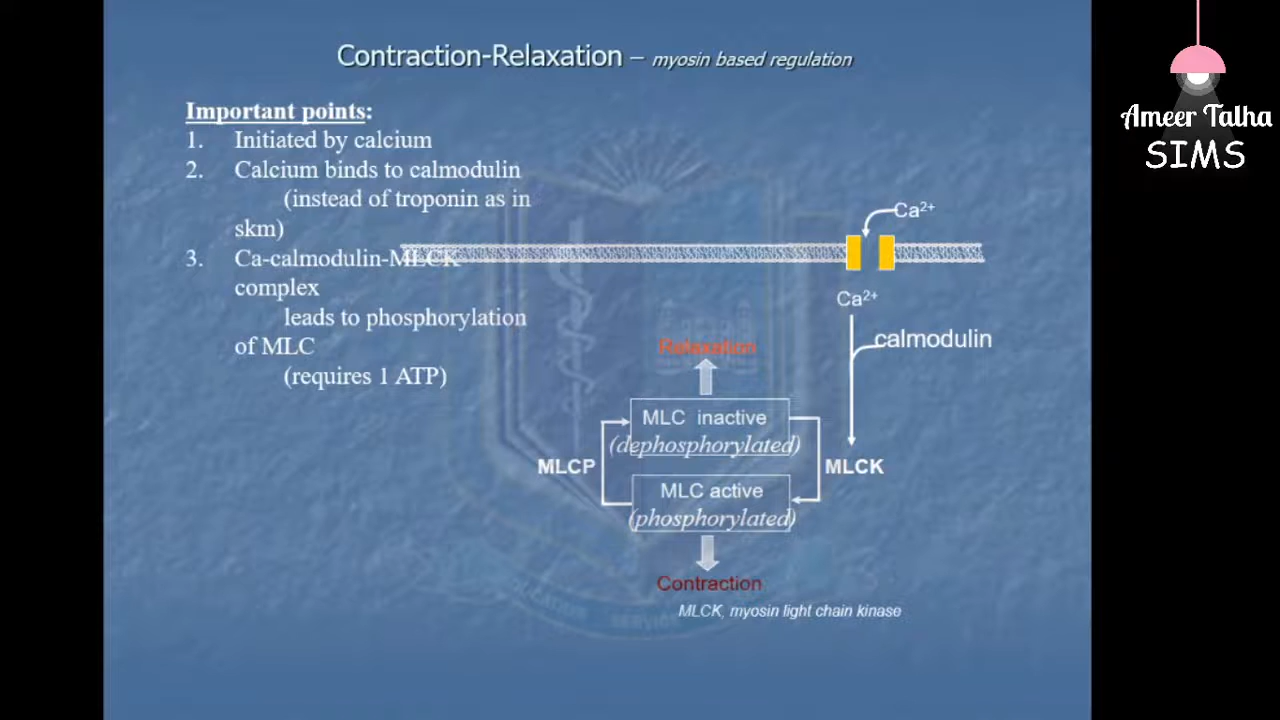 Contraction-Relaxation – myosin based regulation
Important points:
1. Initiated by calcium
2. Calcium binds to calmodulin
(instead of troponin as in
skm)
3. Ca-calmodulin-MLCK
complex
leads to phosphorylation
of MLC
(requires 1 ATP)
Ca2+
Ca2+
calmodulin
Relaxation
MLC inactive
(dephosphorylated)
MLCP
MLCK
MLC active
(phosphorylated)
Contraction
MLCK, myosin light chain kinase
Ameer Talha
SIMS